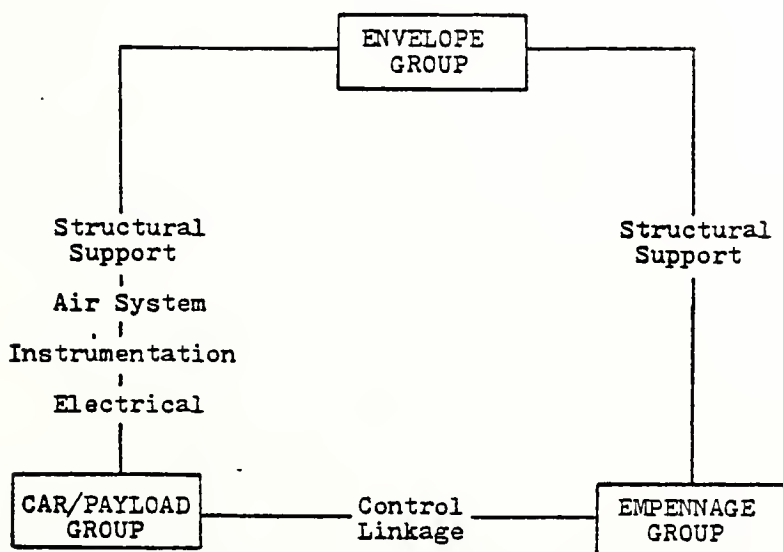 ENVELOPE
GROUP
Structural
Support
Structural
Support
Air System
Instrumentation
Electrical
CAR/PAYLOAD
GROUP
Control
Linkage
EMPENNAGE
GROUP